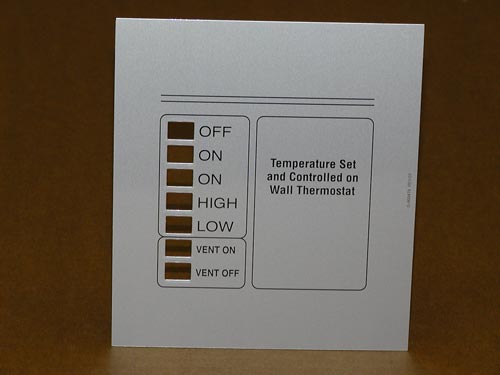 OFF
ON
ON
HIGH
LOW
VENT ON
VENT OFF
Temperature Set
and Controlled on
Wall Thermostat